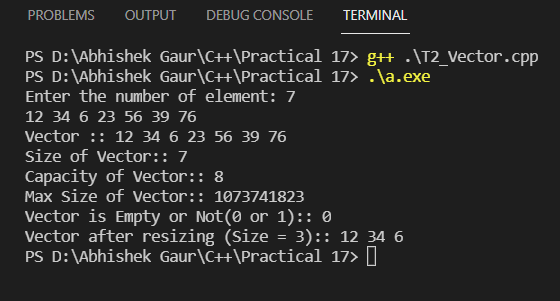 PROBLEMS OUTPUT DEBUG CONSOLE TERMINAL
PS D:\Abhishek Gaur\C++\Practical 17> g++ .\T2_Vector.cpp
PS D:\Abhishek Gaur\C++\Practical 17> .\a.exe
Enter the number of element: 7
12 34 6 23 56 39 76
Vector :: 12 34 6 23 56 39 76
Size of Vector:: 7
Capacity of Vector:: 8
Max Size of Vector:: 1073741823
Vector is Empty or Not(0 or 1):: 0
Vector after resizing (Size = 3):: 12 34 6
PS D:\Abhishek Gaur\C++\Practical 17>